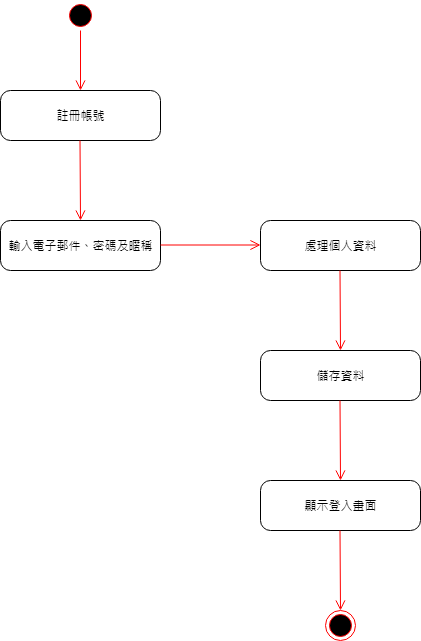 註冊帳號
輸入電子郵件、密碼及暱稱
處理個人資料
儲存資料
顯示登入畫面